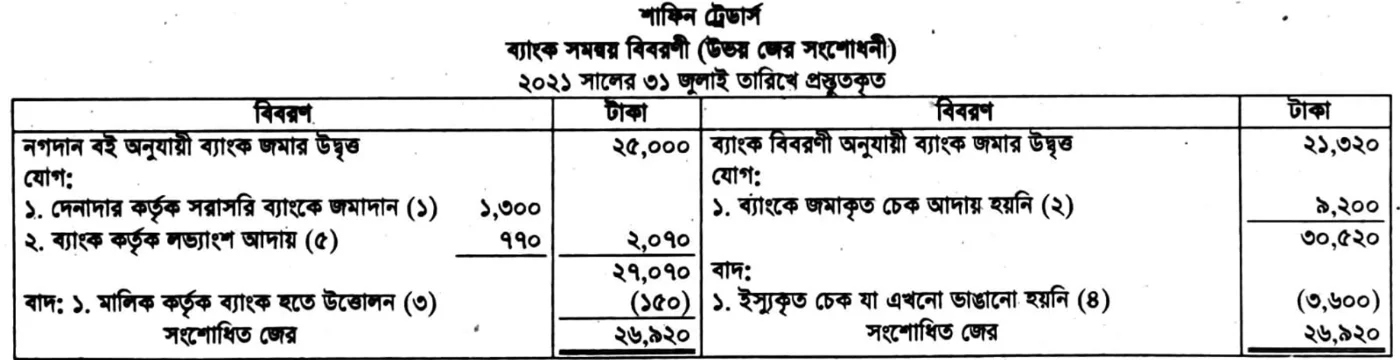 শাফিন ট্রেডার্স
ব্যাংক সমন্বয় বিবরণী (উভয় জের সংশোধনী)
২০২১ সালের ৩১ জুলাই তারিখে প্রস্তুতকৃত
বিবরণ টাকা বিবরণ টাকা
নগদান বই অনুযায়ী ব্যাংক জমার উদ্বৃত্ত ২৫,০০০ ব্যাংক বিবরণী অনুযায়ী ব্যাংক জমার উদ্বৃত্ত ২১,৩২০
যোগ: যোগ:
১. দেনাদার কর্তৃক সরাসরি ব্যাংকে জমাদান (১) ১,৩০০ ১. ব্যাংকে জমাকৃত চেক আদায় হয়নি (২) ৯,২০০
২. ব্যাংক কর্তৃক লভ্যাংশ আদায় (৫) ৭৭০ ২,০৭০ ৩০,৫২০
২৭,০৭০ বাদ:
বাদ: ১. মালিক কর্তৃক ব্যাংক হতে উত্তোলন (৩) (১৫০) ১. ইস্যুকৃত চেক যা এখনো ভাঙানো হয়নি (৪) (৩,৬০০)
সংশোধিত জের ২৬,৯২০ সংশোধিত জের ২৬,৯২০